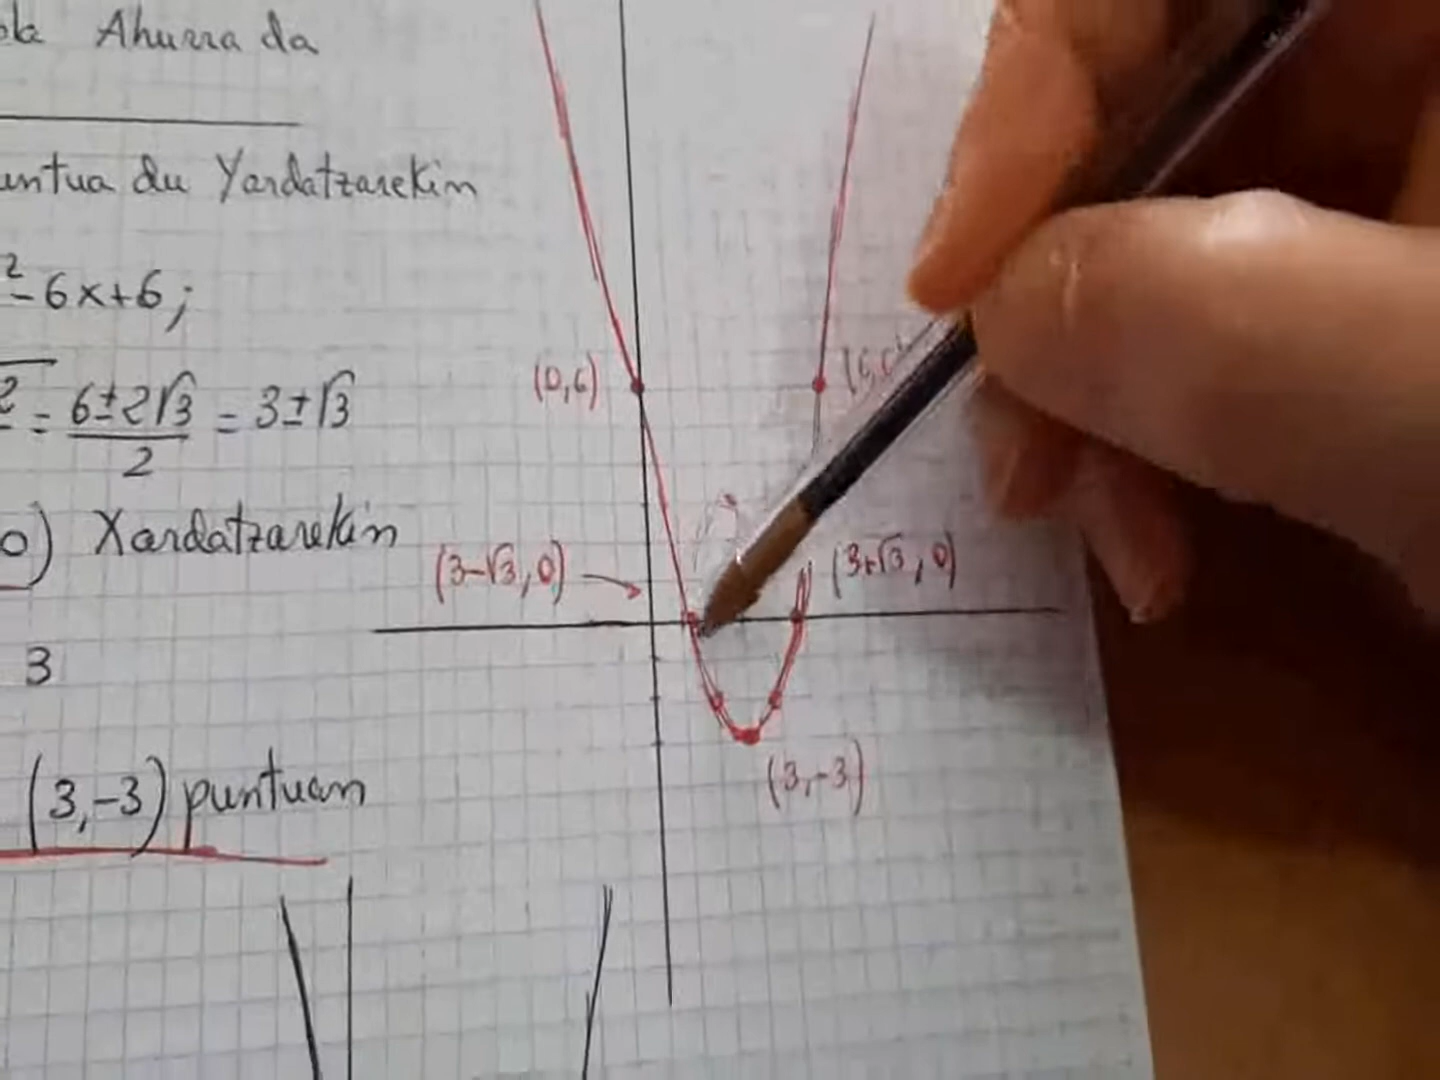 Ahurra da
untua du Yardatzarekin
²-6x+6;
2 = 6±2√3 / 2 = 3±√3
0) Xardatzarekin
3
(3,-3) puntuan
(0,6)
(3-√3, 0)
(3+√3, 0)
(3,-3)